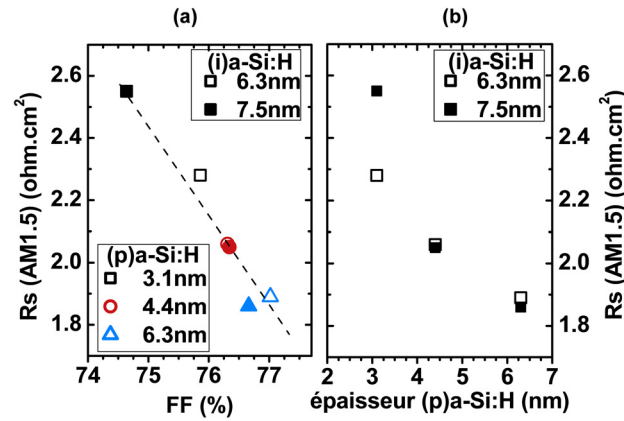 (a)
(b)
Rs (AM1.5) (ohm.cm²)
2.6
2.4
2.2
2.0
1.8
(i)a-Si:H
6.3nm
7.5nm
(p)a-Si:H
3.1nm
4.4nm
6.3nm
74 75 76 77
FF (%)
(i)a-Si:H
6.3nm
7.5nm
2.6
2.4
2.2
2.0
1.8
Rs (AM1.5) (ohm.cm²)
2 3 4 5 6 7
épaisseur (p)a-Si:H (nm)